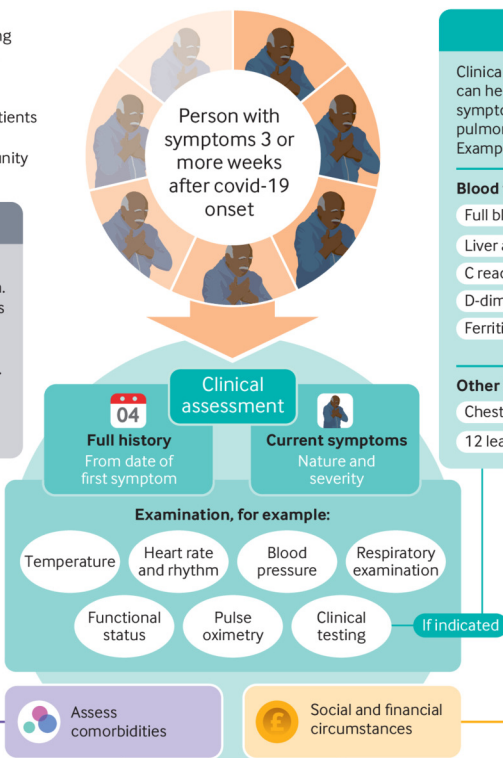 ng
tients
nity
Person with
symptoms 3 or
more weeks
after covid-19
onset
Clinical
assessment
04
Full history
From date of
first symptom
Current symptoms
Nature and
severity
Examination, for example:
Temperature
Heart rate
and rhythm
Blood
pressure
Respiratory
examination
Functional
status
Pulse
oximetry
Clinical
testing
If indicated
Assess
comorbidities
£
Social and financial
circumstances
Clinica
can he
sympto
pulmo
Examp
Blood
Full bl
Liver a
C reac
D-dim
Ferriti
Other
Chest
12 lea